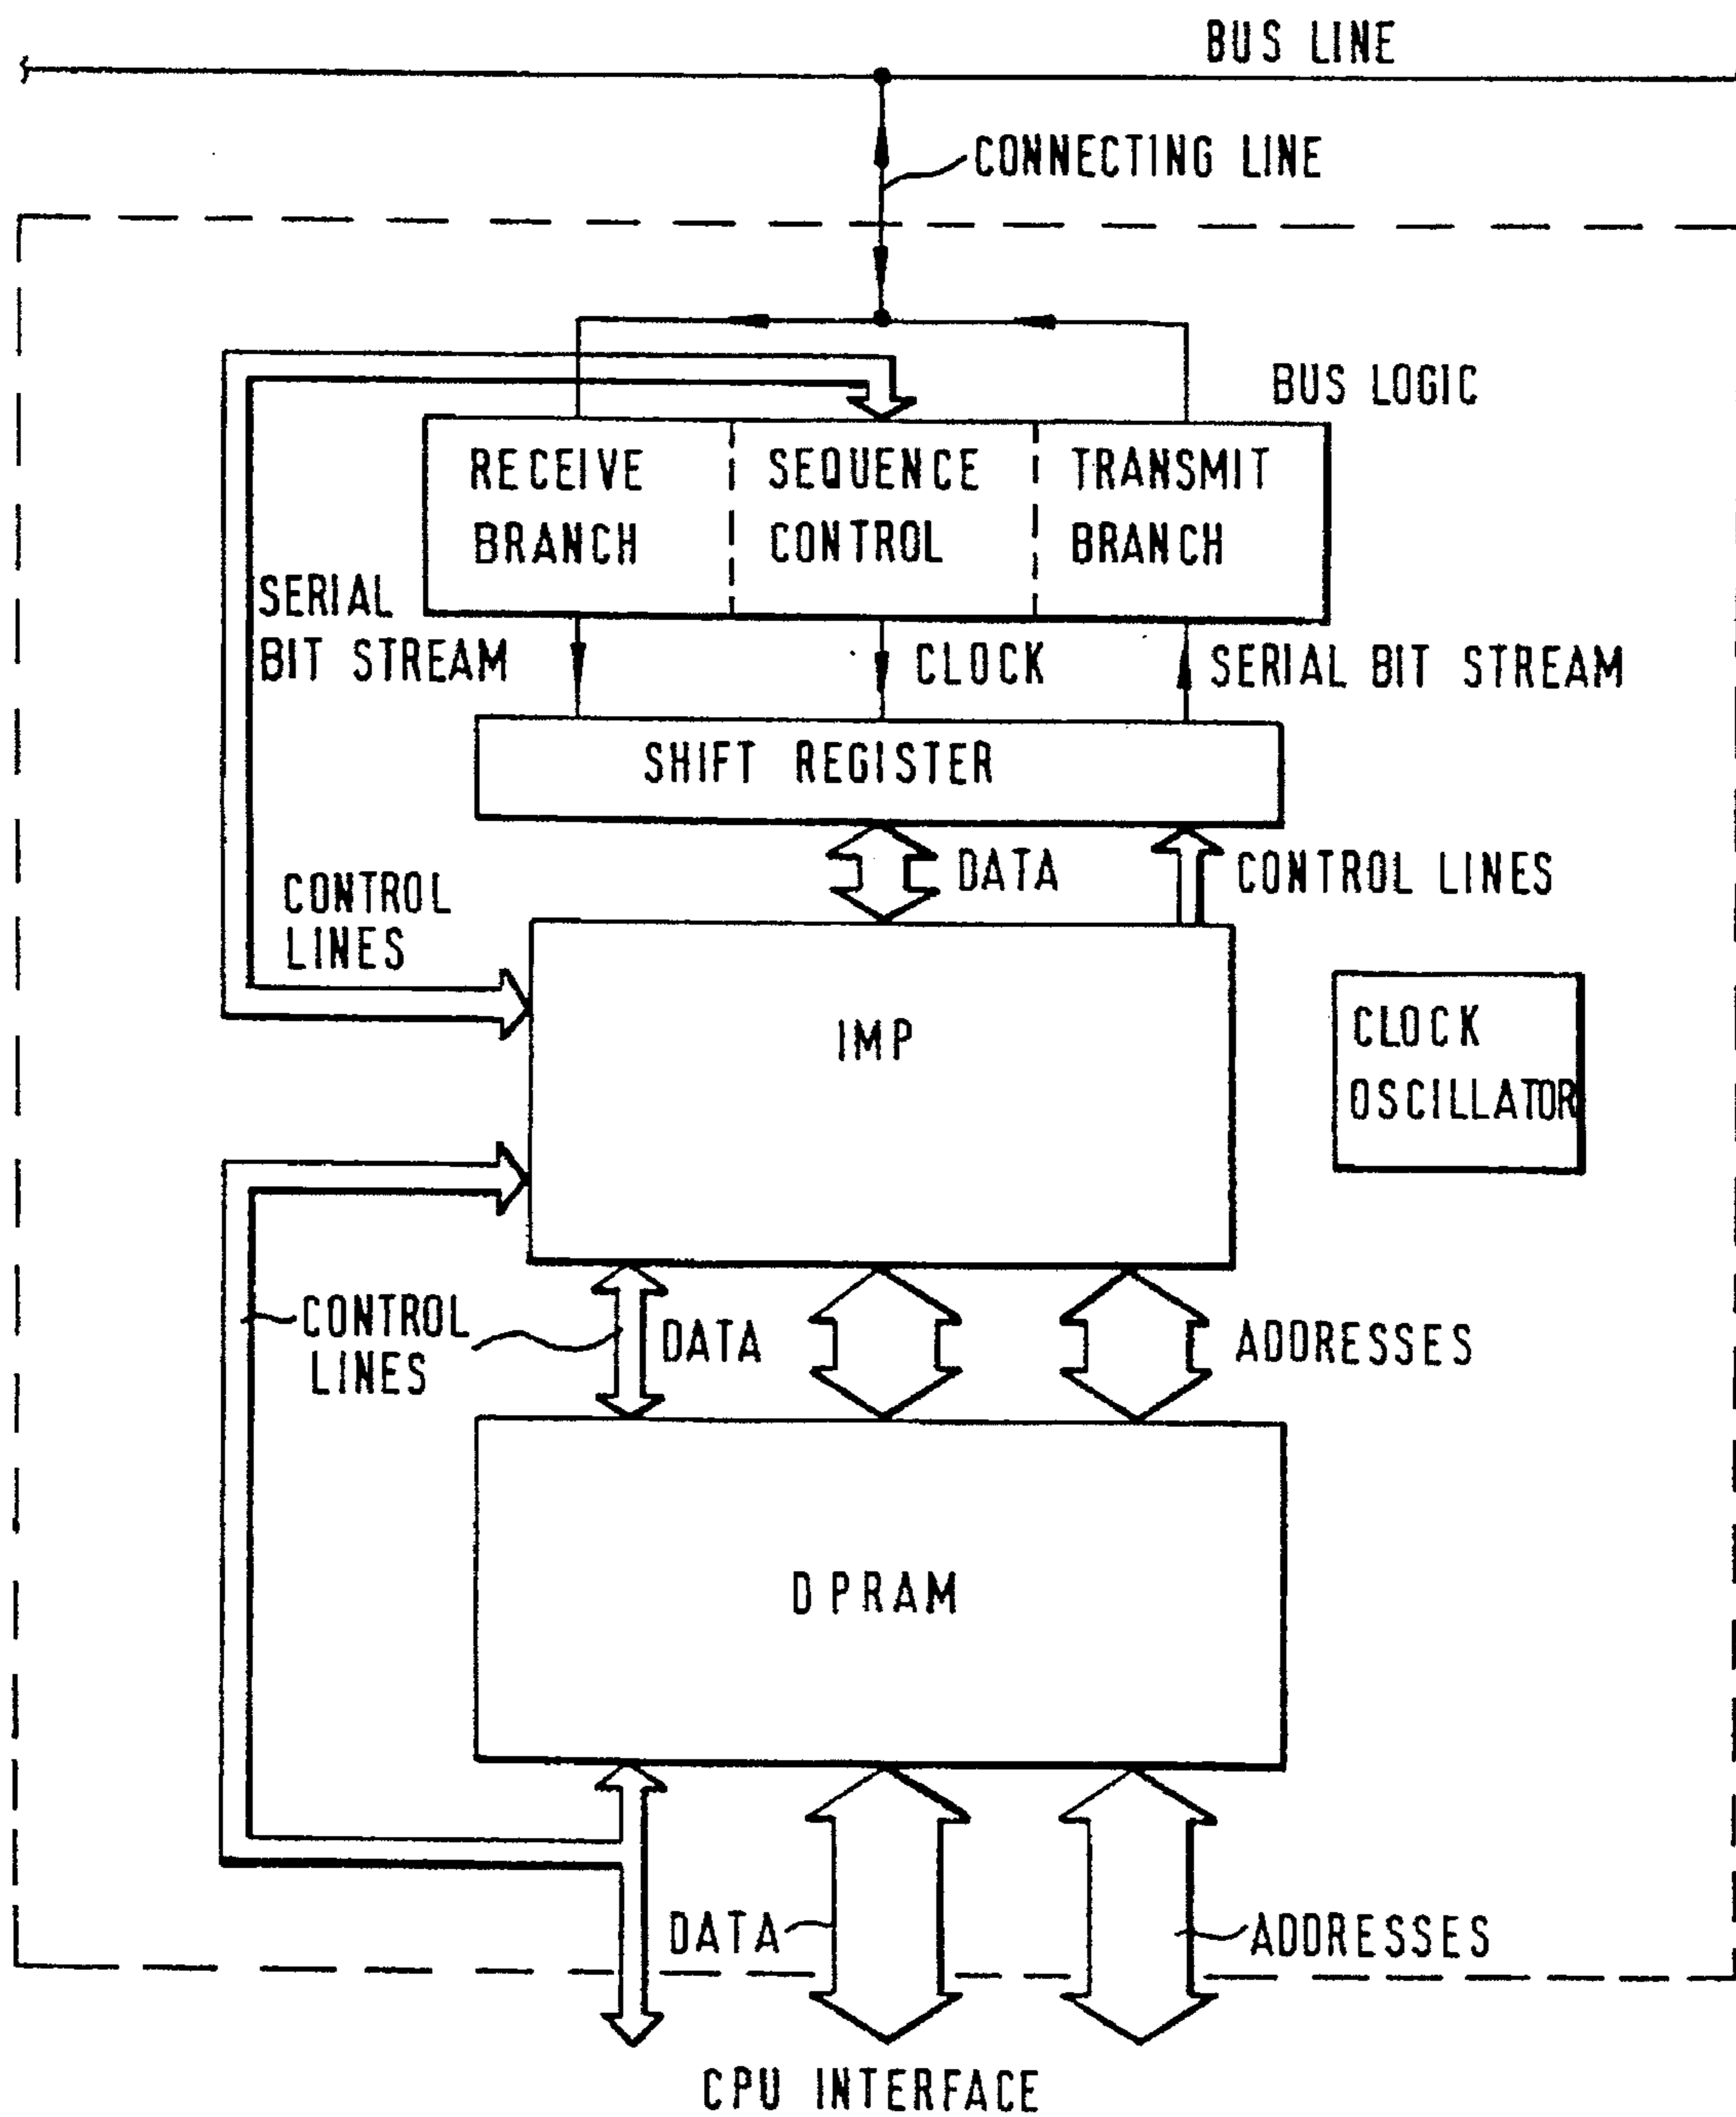 BUS LINE
CONNECTING LINE
BUS LOGIC
RECEIVE
BRANCH
SEQUENCE
CONTROL
TRANSMIT
BRANCH
SERIAL
BIT STREAM
CLOCK
SERIAL BIT STREAM
SHIFT REGISTER
DATA
CONTROL LINES
CONTROL
LINES
IMP
CLOCK
OSCILLATOR
CONTROL
LINES
DATA
ADDRESSES
DPRAM
DATA
ADDRESSES
CPU INTERFACE